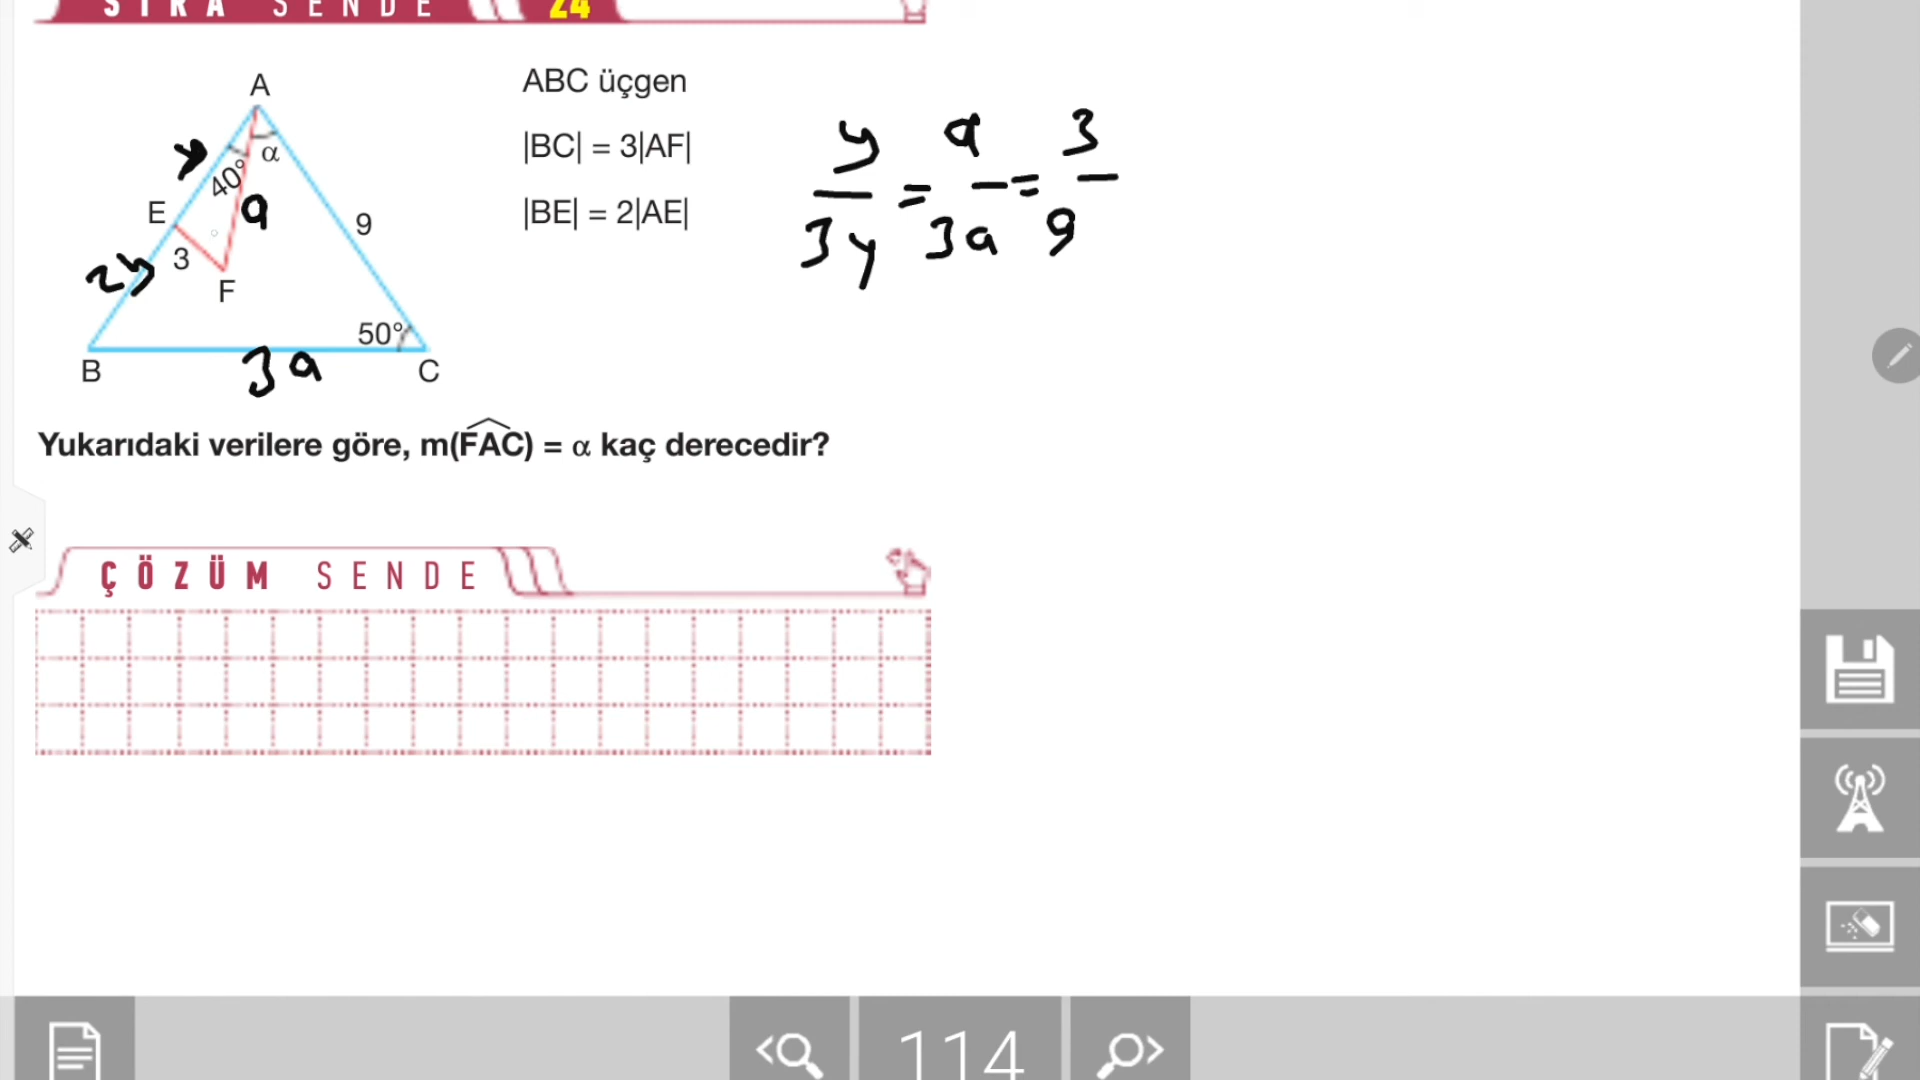 SIRA SENDE 24
A
α
40°
y
E
a
9
3
2y
F
50°
B
3a
C
ABC üçgen
|BC| = 3|AF|
|BE| = 2|AE|
y/3y = a/3a = 3/9
Yukarıdaki verilere göre, m(FAC) = α kaç derecedir?
ÇÖZÜM SENDE
114